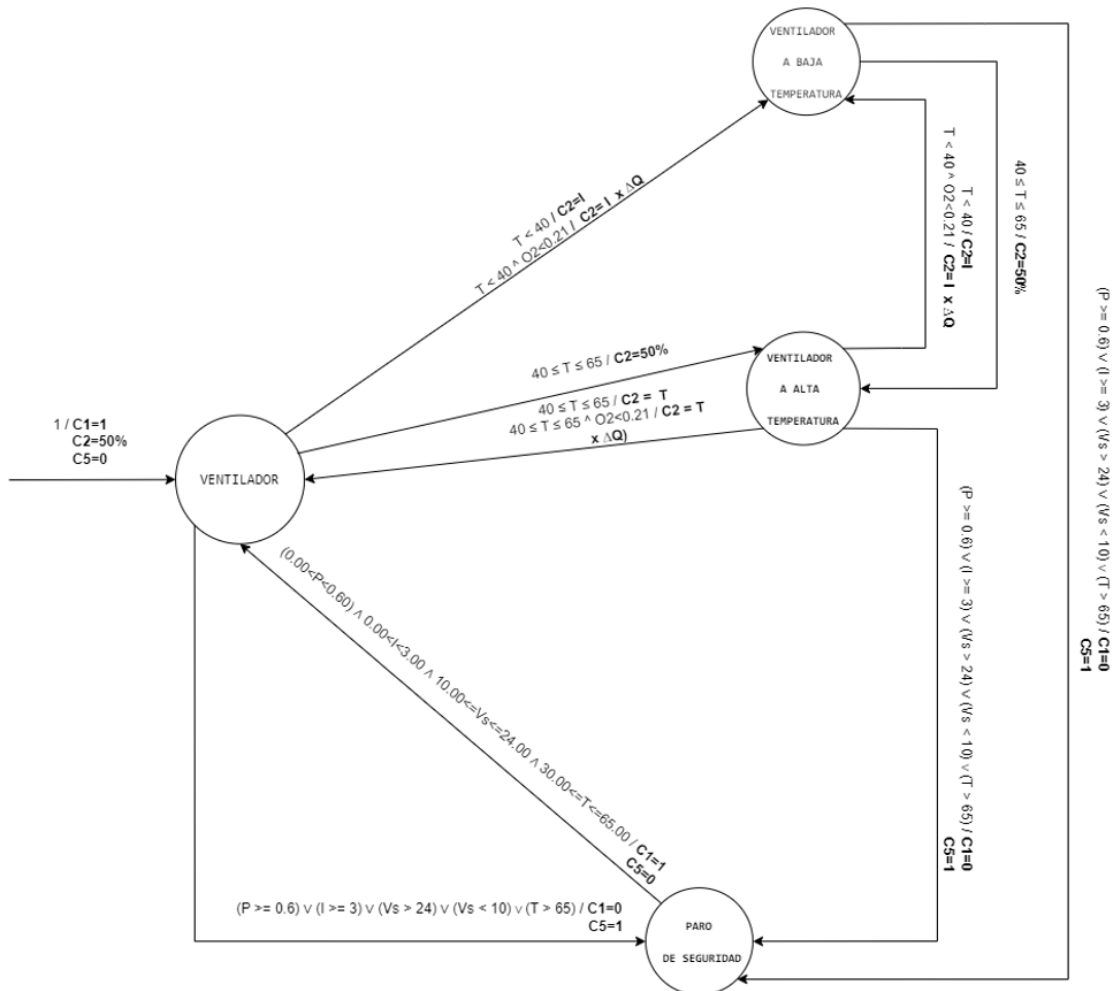 VENTILADOR
A BAJA
TEMPERATURA
T < 40 / C2=I
T < 40 ^ O2<0.21 / C2= I x ΔQ
T < 40 / C2=I
T < 40 ^ O2<0.21 / C2= I x ΔQ
40 ≤ T ≤ 65 / C2=50%
(P >= 0.6) ∨ (I >= 3) ∨ (Vs > 24) ∨ (Vs < 10) ∨ (T > 65) / C1=0
C5=1
40 ≤ T ≤ 65 / C2=50%
VENTILADOR
A ALTA
TEMPERATURA
40 ≤ T ≤ 65 / C2 = T
40 ≤ T ≤ 65 ^ O2<0.21 / C2 = T
x ΔQ)
1 / C1=1
C2=50%
C5=0
VENTILADOR
(P >= 0.6) ∨ (I >= 3) ∨ (Vs > 24) ∨ (Vs < 10) ∨ (T > 65) / C1=0
C5=1
(0.00<P<0.60) ∧ 0.00<I<3.00 ∧ 10.00<=Vs<=24.00 ∧ 30.00<=T<=65.00 / C1=1
C5=0
(P >= 0.6) ∨ (I >= 3) ∨ (Vs > 24) ∨ (Vs < 10) ∨ (T > 65) / C1=0
C5=1
PARO
DE SEGURIDAD